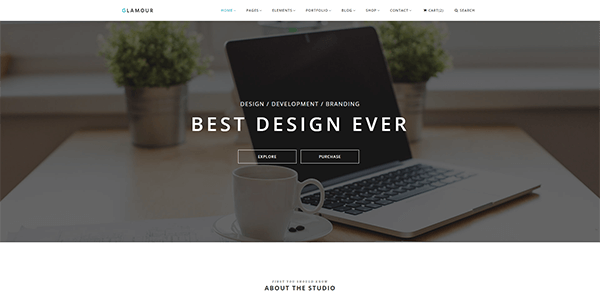 GLAMOUR
HOME PAGES ELEMENTS PORTFOLIO BLOG SHOP CONTACT CART(0) SEARCH
DESIGN / DEVELOPMENT / BRANDING
BEST DESIGN EVER
EXPLORE PURCHASE
ABOUT THE STUDIO